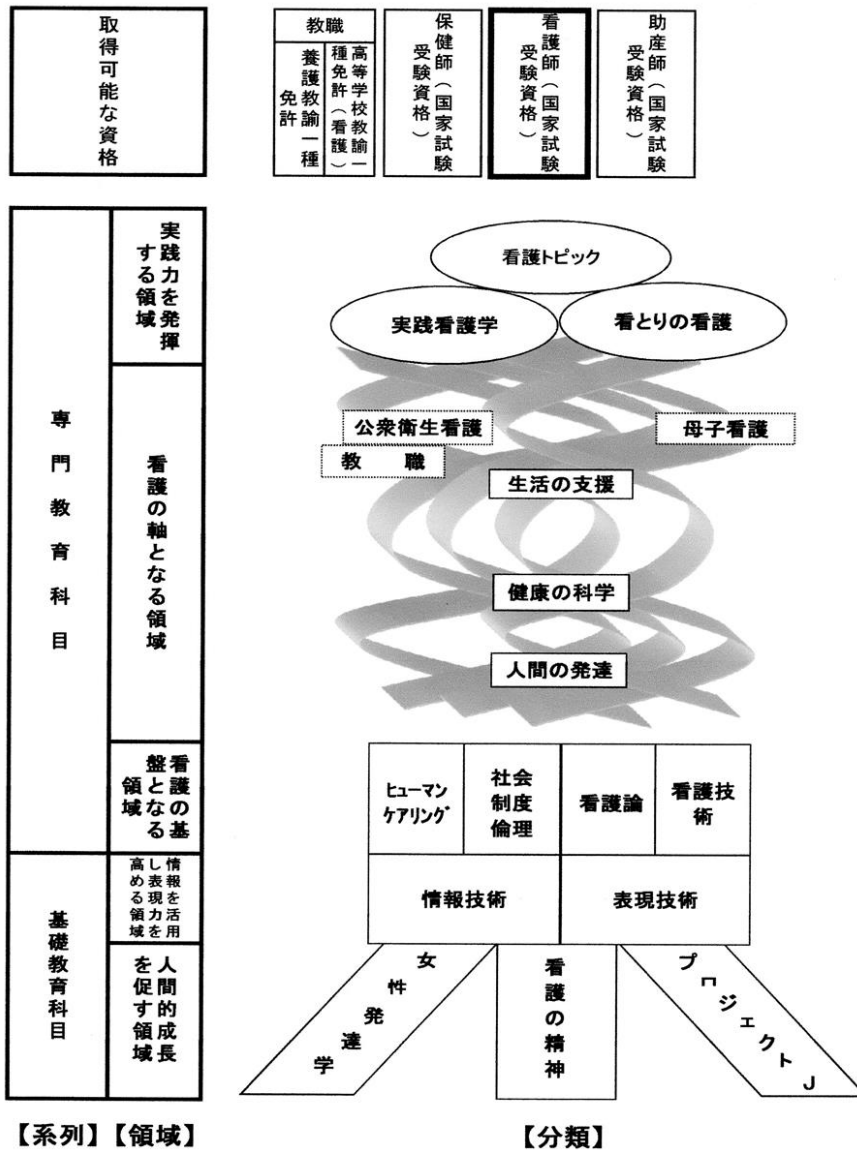 取得可能な資格
教職
養護教諭一種
免許
高等学校教諭一
種免許（看護）
保健師（国家試験
受験資格）
看護師（国家試験
受験資格）
助産師（国家試験
受験資格）
専門教育科目
実践力を発揮
する領域
看護トピック
実践看護学
看とりの看護
看護の軸となる領域
公衆衛生看護
母子看護
教職
生活の支援
健康の科学
人間の発達
看護の基
盤となる
領域
ヒューマン
ケアリング
社会
制度
倫理
看護論
看護技
術
基礎教育科目
情報を活用
し表現力を
高める領域
情報技術
表現技術
人間的成長
を促す領域
女性発達学
看護の精神
プロジェクトJ
【系列】【領域】
【分類】